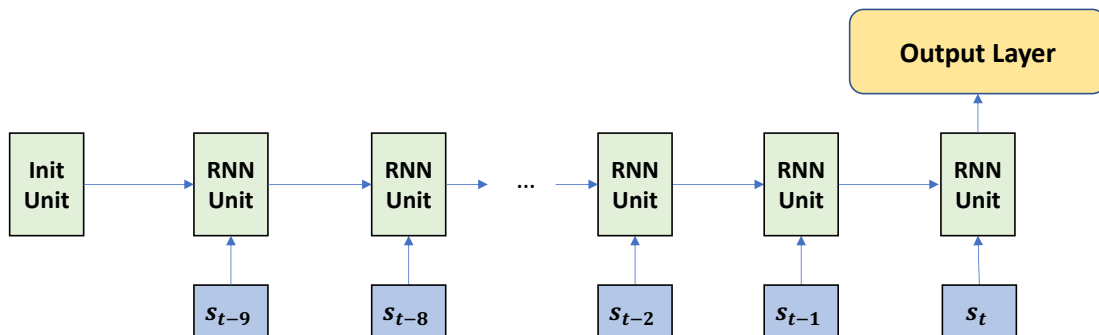 Output Layer
Init
Unit
RNN
Unit
RNN
Unit
...
RNN
Unit
RNN
Unit
RNN
Unit
s_{t−9}
s_{t−8}
s_{t−2}
s_{t−1}
s_t